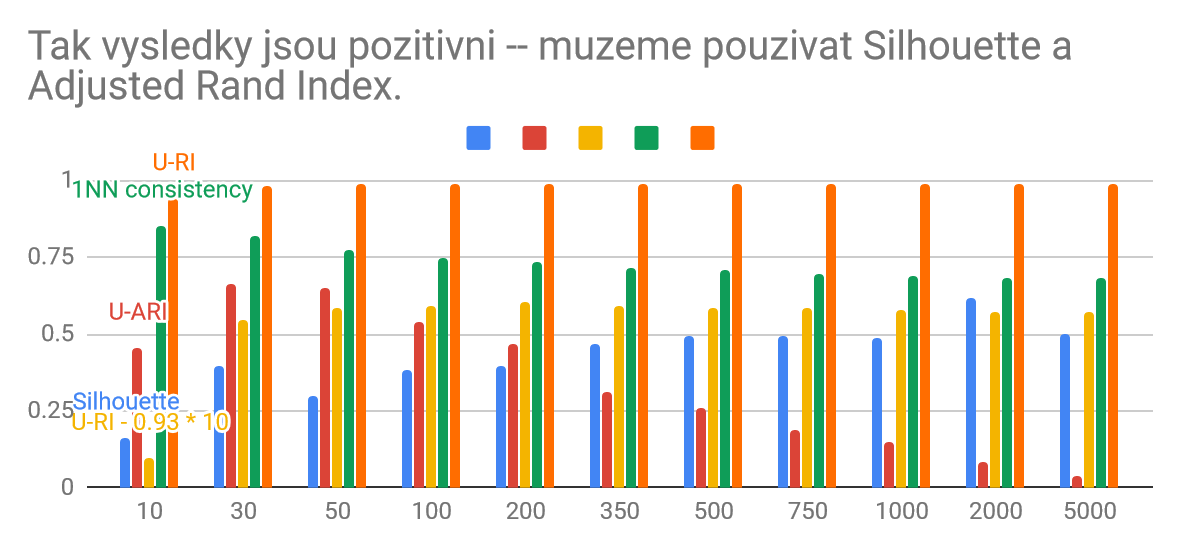 Tak vysledky jsou pozitivni -- muzeme pouzivat Silhouette a
Adjusted Rand Index.
U-RI
1
1NN consistency
0.75
U-ARI
0.5
Silhouette
0.25
U-RI - 0.93 * 10
0
10 30 50 100 200 350 500 750 1000 2000 5000